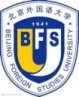 北京外国语大学
1941
BFS
BEIJING FOREIGN STUDIES UNIVERSITY